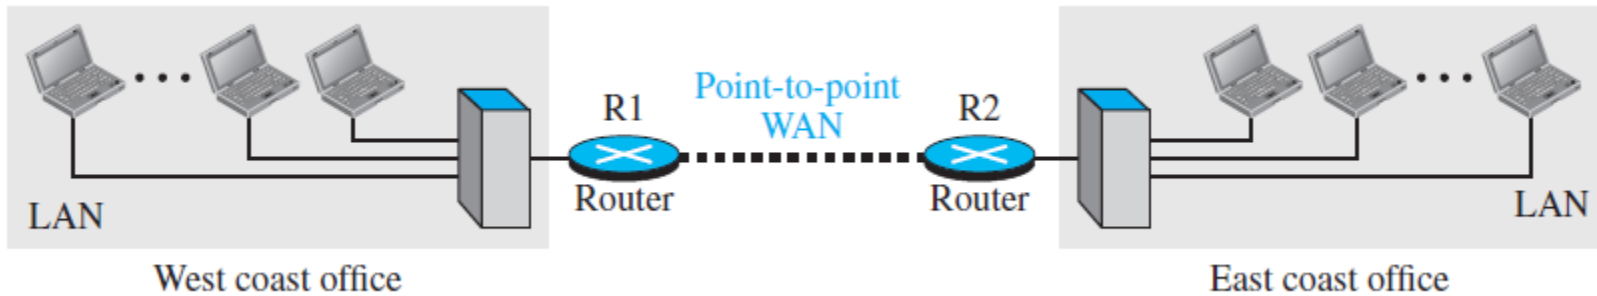 Point-to-point
WAN
R1
R2
Router
Router
LAN
LAN
West coast office
East coast office